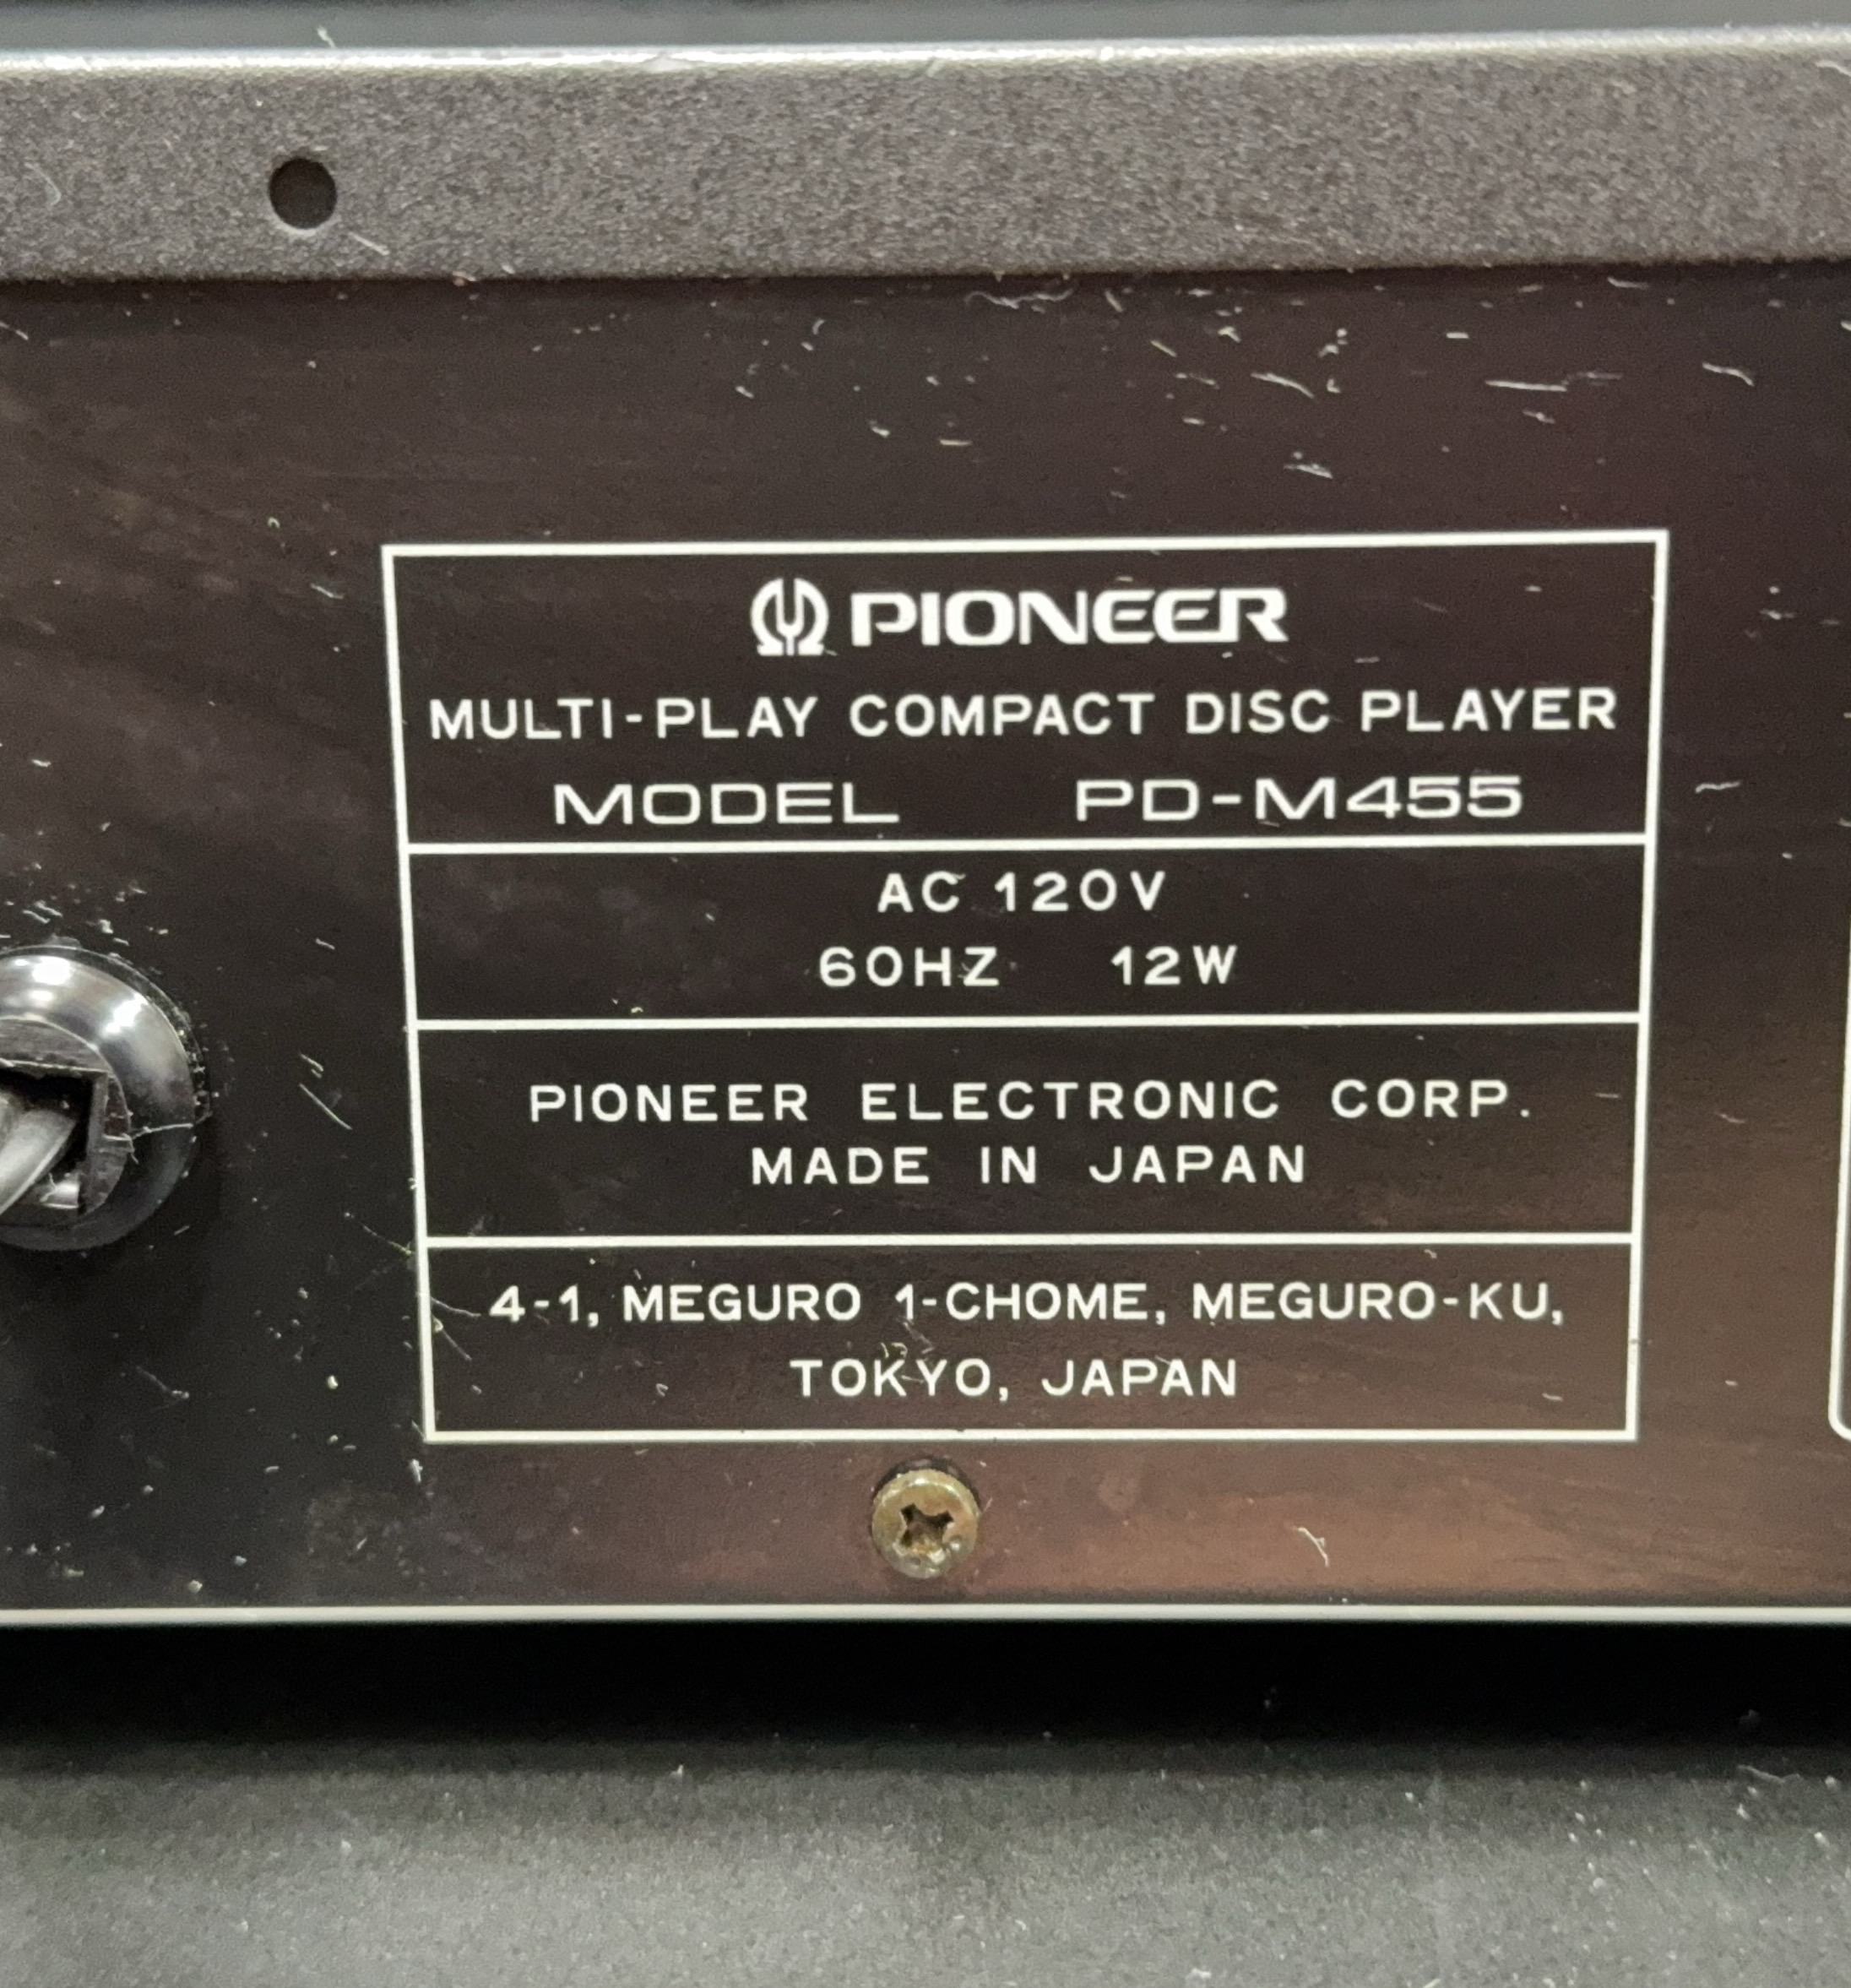 PIONEER
MULTI-PLAY COMPACT DISC PLAYER
MODEL PD-M455
AC 120V
60HZ 12W
PIONEER ELECTRONIC CORP.
MADE IN JAPAN
4-1, MEGURO 1-CHOME, MEGURO-KU,
TOKYO, JAPAN